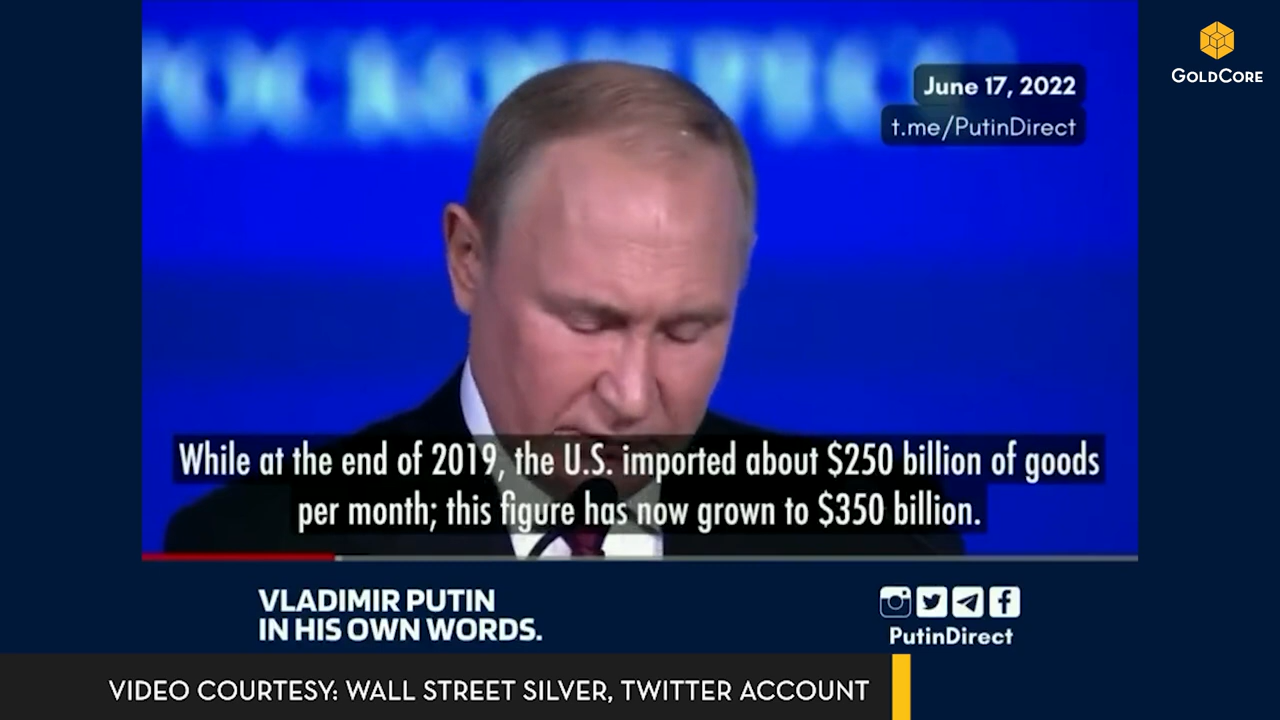 GOLDCORE
June 17, 2022
t.me/PutinDirect
While at the end of 2019, the U.S. imported about $250 billion of goods
per month; this figure has now grown to $350 billion.
VLADIMIR PUTIN
IN HIS OWN WORDS.
PutinDirect
VIDEO COURTESY: WALL STREET SILVER, TWITTER ACCOUNT